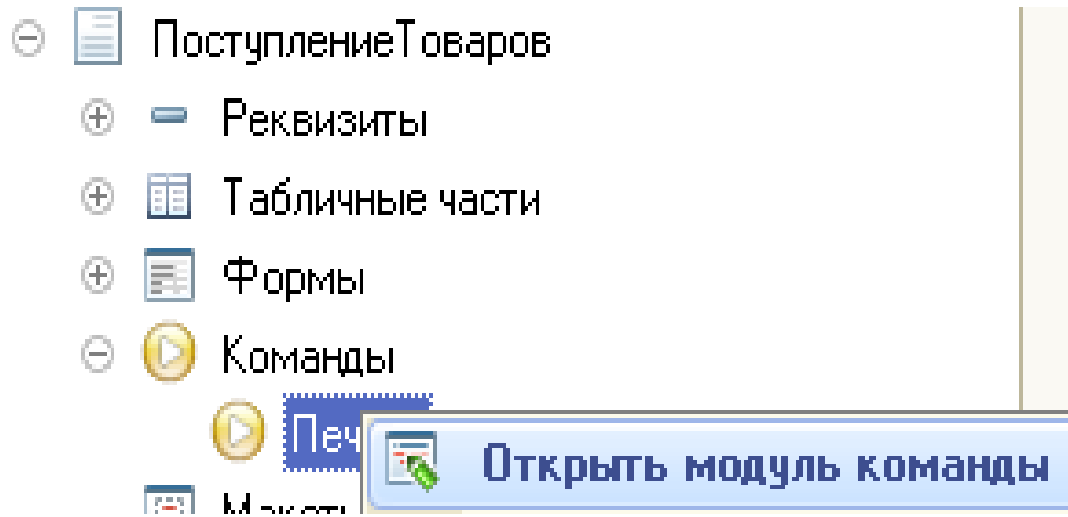 ПоступлениеТоваров
Реквизиты
Табличные части
Формы
Команды
Открыть модуль команды